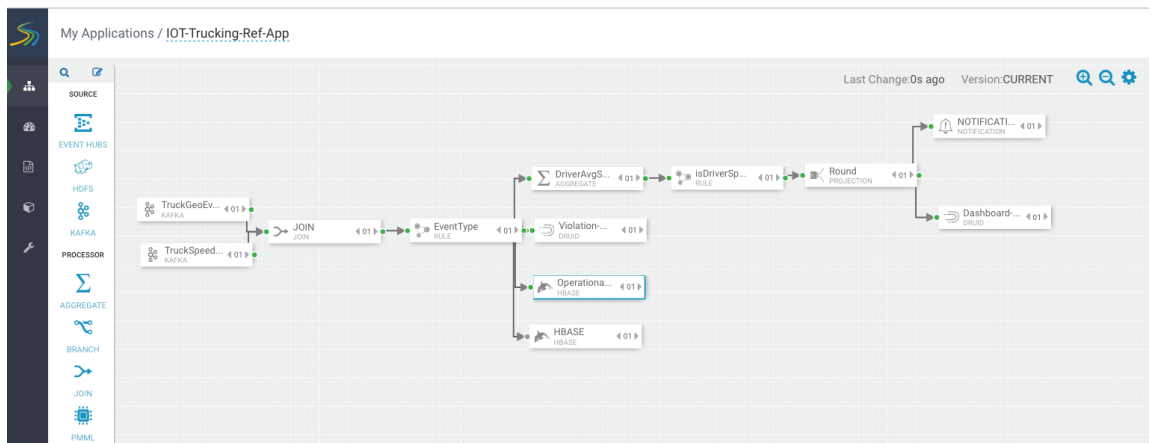 My Applications / IOT-Trucking-Ref-App
Last Change:0s ago Version:CURRENT
SOURCE
EVENT HUBS
HDFS
KAFKA
PROCESSOR
AGGREGATE
BRANCH
JOIN
PMML
TruckGeoEv... 01
KAFKA
TruckSpeed... 01
KAFKA
JOIN 01
JOIN
EventType 01
RULE
DriverAvgS... 01
AGGREGATE
isDriverSp... 01
RULE
Round 01
PROJECTION
NOTIFICATI... 01
NOTIFICATION
Dashboard-... 01
DRUID
Violation-... 01
DRUID
Operationa... 01
HBASE
HBASE 01
HBASE